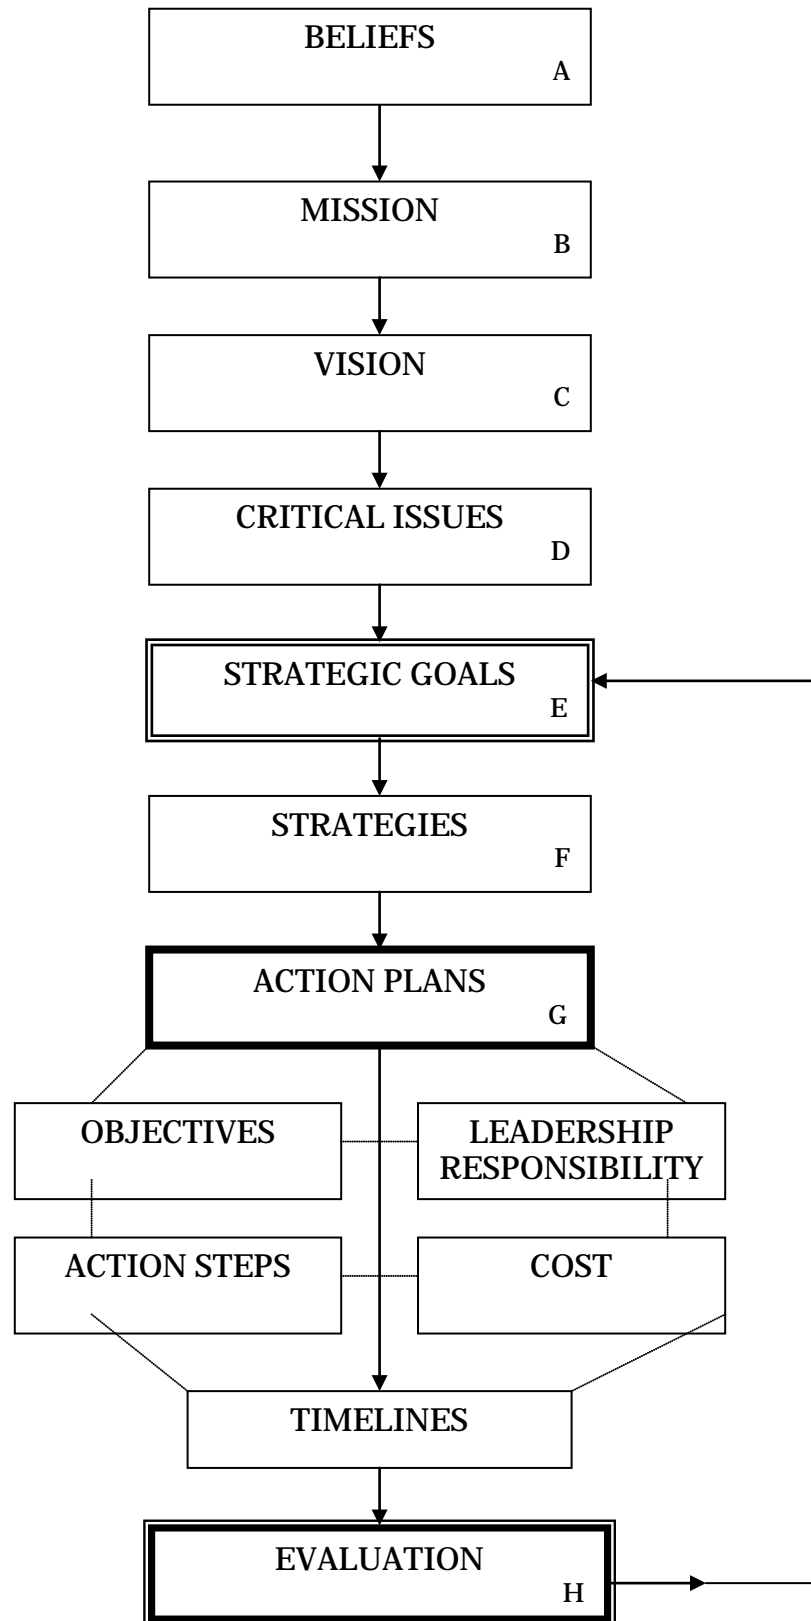 BELIEFS
A
MISSION
B
VISION
C
CRITICAL ISSUES
D
STRATEGIC GOALS
E
STRATEGIES
F
ACTION PLANS
G
OBJECTIVES
LEADERSHIP
RESPONSIBILITY
ACTION STEPS
COST
TIMELINES
EVALUATION
H